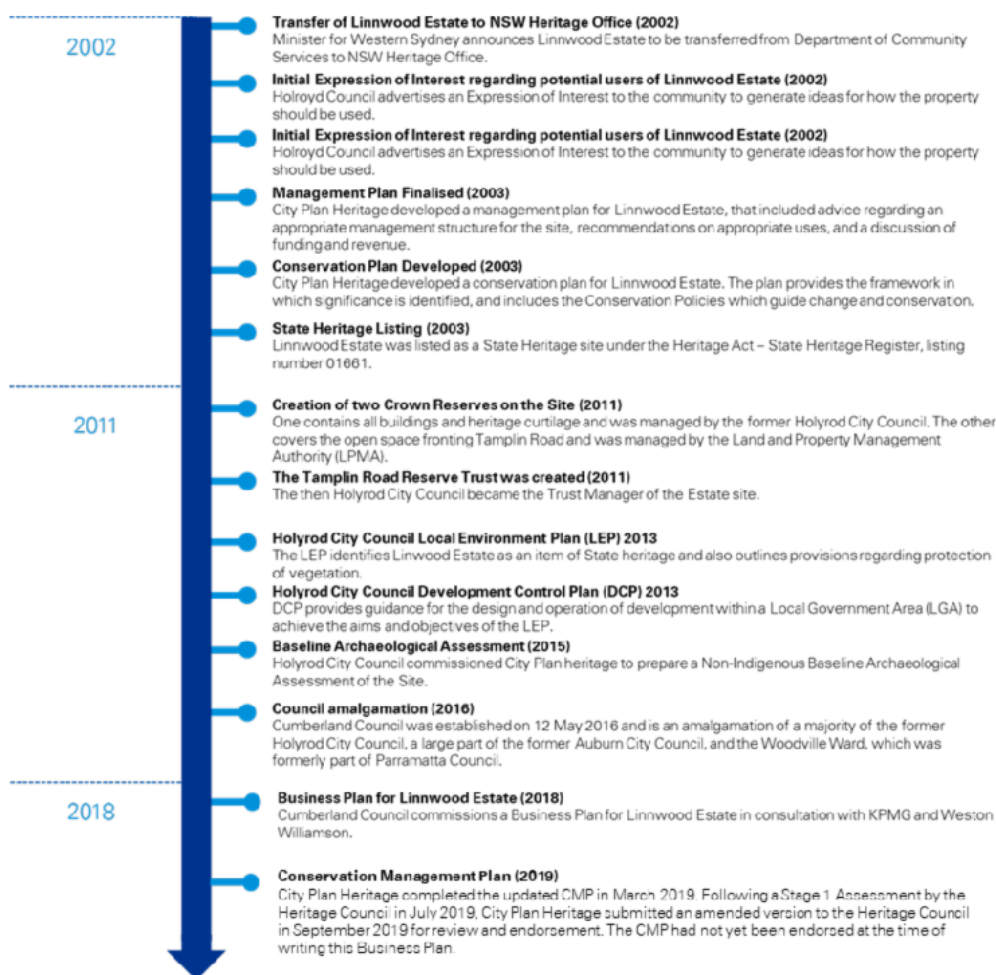 2002
Transfer of Linnwood Estate to NSW Heritage Office (2002)
Minister for Western Sydney announces Linnwood Estate to be transferred from Department of Community
Services to NSW Heritage Office.
Initial Expression of Interest regarding potential users of Linnwood Estate (2002)
Holroyd Council advertises an Expression of Interest to the community to generate ideas for how the property
should be used.
Initial Expression of Interest regarding potential users of Linnwood Estate (2002)
Holroyd Council advertises an Expression of Interest to the community to generate ideas for how the property
should be used.
Management Plan Finalised (2003)
City Plan Heritage developed a management plan for Linnwood Estate, that included advice regarding an
appropriate management structure for the site, recommendations on appropriate uses, and a discussion of
funding and revenue.
Conservation Plan Developed (2003)
City Plan Heritage developed a conservation plan for Linnwood Estate. The plan provides the framework in
which significance is identified, and includes the Conservation Policies which guide change and conservation.
State Heritage Listing (2003)
Linnwood Estate was listed as a State Heritage site under the Heritage Act – State Heritage Register, listing
number 01661.
2011
Creation of two Crown Reserves on the Site (2011)
One contains all buildings and heritage curtilage and was managed by the former Holyrod City Council. The other
covers the open space fronting Tamplin Road and was managed by the Land and Property Management
Authority (LPMA).
The Tamplin Road Reserve Trust was created (2011)
The then Holyrod City Council became the Trust Manager of the Estate site.
Holyrod City Council Local Environment Plan (LEP) 2013
The LEP identifies Linwood Estate as an item of State heritage and also outlines provisions regarding protection
of vegetation.
Holyrod City Council Development Control Plan (DCP) 2013
DCP provides guidance for the design and operation of development within a Local Government Area (LGA) to
achieve the aims and objectives of the LEP.
Baseline Archaeological Assessment (2015)
Holyrod City Council commissioned City Plan heritage to prepare a Non-Indigenous Baseline Archaeological
Assessment of the Site.
Council amalgamation (2016)
Cumberland Council was established on 12 May 2016 and is an amalgamation of a majority of the former
Holyrod City Council, a large part of the former Auburn City Council, and the Woodville Ward, which was
formerly part of Parramatta Council.
2018
Business Plan for Linnwood Estate (2018)
Cumberland Council commissions a Business Plan for Linnwood Estate in consultation with KPMG and Weston
Williamson.
Conservation Management Plan (2019)
City Plan Heritage completed the updated CMP in March 2019. Following a Stage 1 Assessment by the
Heritage Council in July 2019, City Plan Heritage submitted an amended version to the Heritage Council
in September 2019 for review and endorsement. The CMP had not yet been endorsed at the time of
writing this Business Plan.